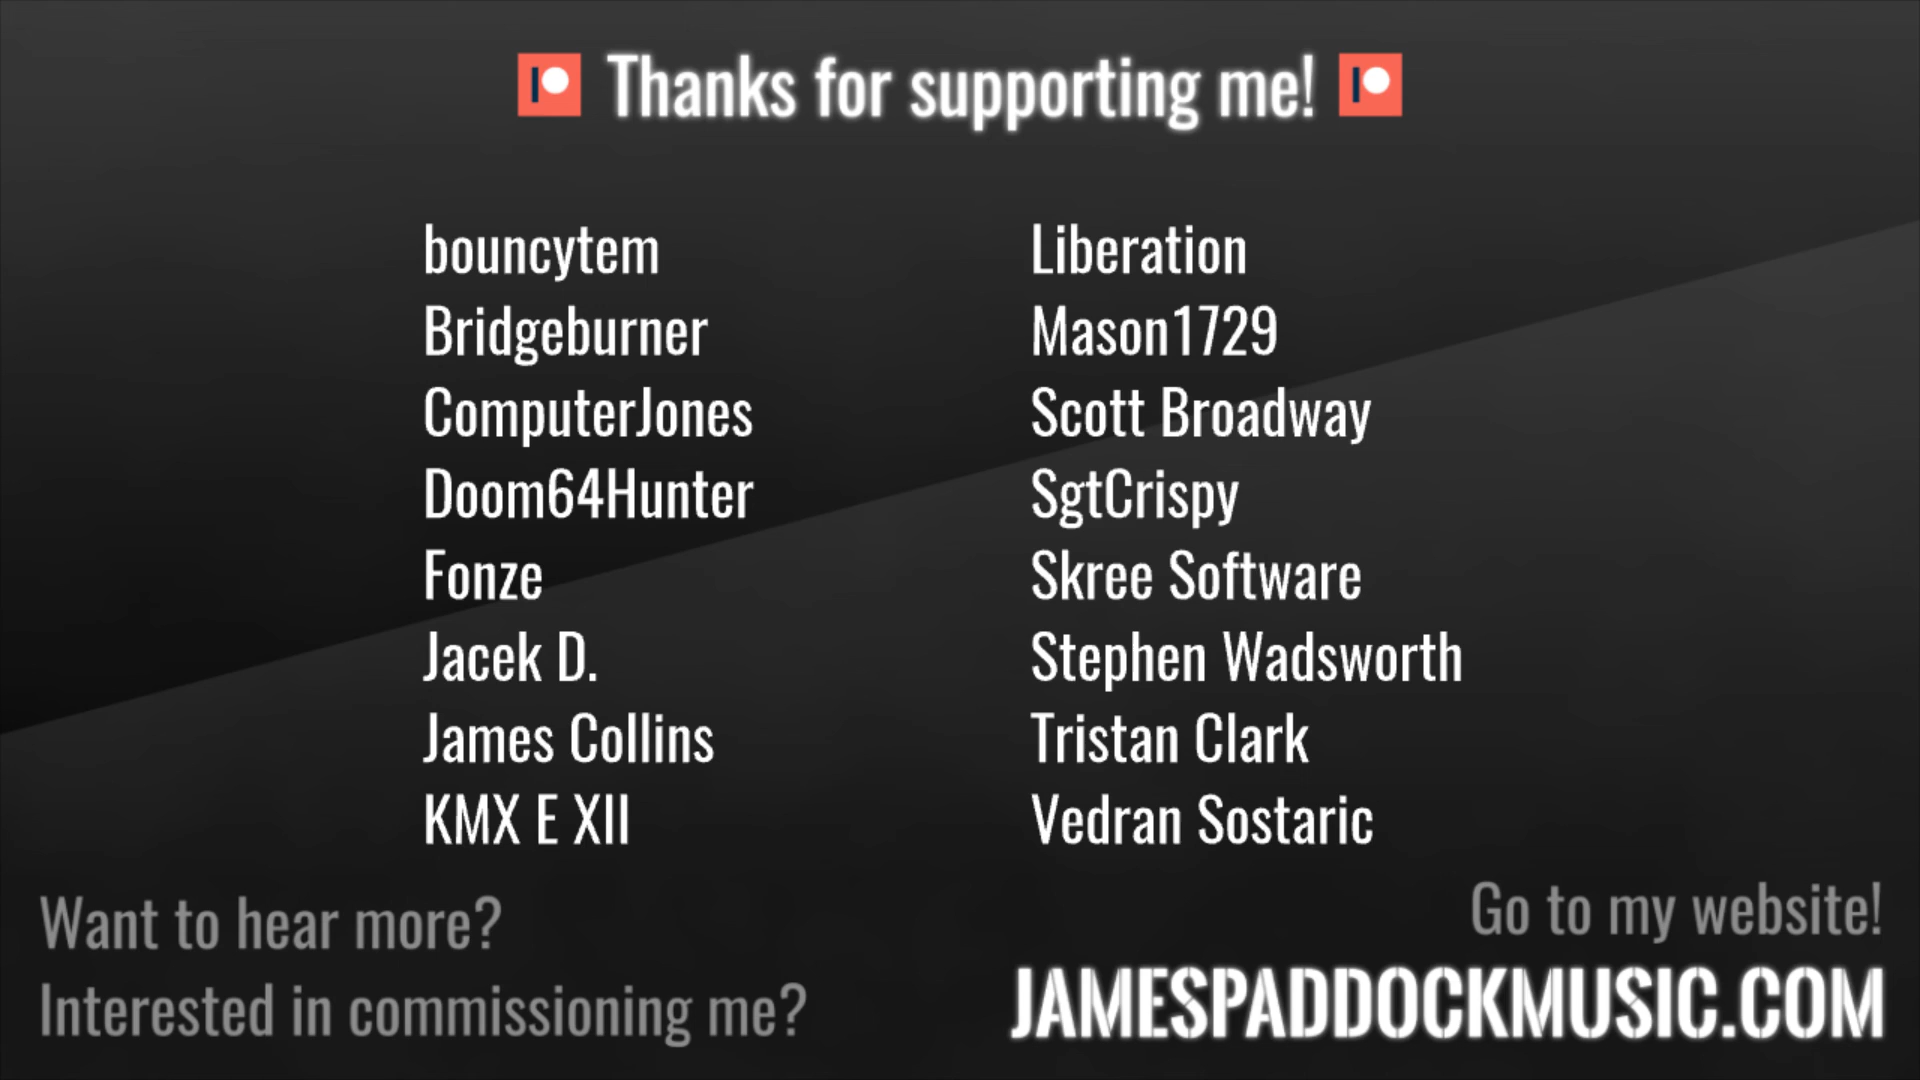 Thanks for supporting me!
bouncytem
Bridgeburner
ComputerJones
Doom64Hunter
Fonze
Jacek D.
James Collins
KMX E XII
Liberation
Mason1729
Scott Broadway
SgtCrispy
Skree Software
Stephen Wadsworth
Tristan Clark
Vedran Sostaric
Want to hear more?
Interested in commissioning me?
Go to my website!
JAMESPADDOCKMUSIC.COM